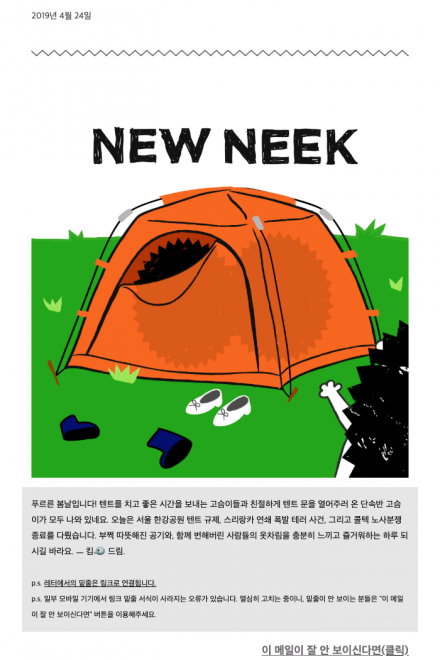 2019년 4월 24일
NEW NEEK
푸르른 봄날입니다! 텐트를 치고 좋은 시간을 보내는 고슴이들과 친절하게 텐트 문을 열어주러 온 단속반 고슴
이가 모두 나와 있네요. 오늘은 서울 한강공원 텐트 규제, 스리랑카 연쇄 폭발 테러 사건, 그리고 콜텍 노사분쟁
종료를 다뤘습니다. 부쩍 따뜻해진 공기와, 함께 변해버린 사람들의 옷차림을 충분히 느끼고 즐거워하는 하루 되
시길 바라요. — 킴 드림.
p.s. 레터에서의 밑줄은 링크로 연결됩니다.
p.s. 일부 모바일 기기에서 링크 밑줄 서식이 사라지는 오류가 있습니다. 열심히 고치는 중이니, 밑줄이 안 보이는 분들은 "이 메일
이 잘 안 보이신다면" 버튼을 이용해주세요.
이 메일이 잘 안 보이신다면(클릭)